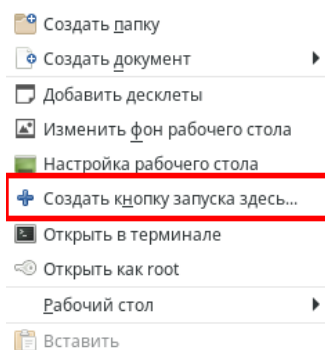 Создать папку
Создать документ
Добавить десклеты
Изменить фон рабочего стола
Настройка рабочего стола
Создать кнопку запуска здесь...
Открыть в терминале
Открыть как root
Рабочий стол
Вставить